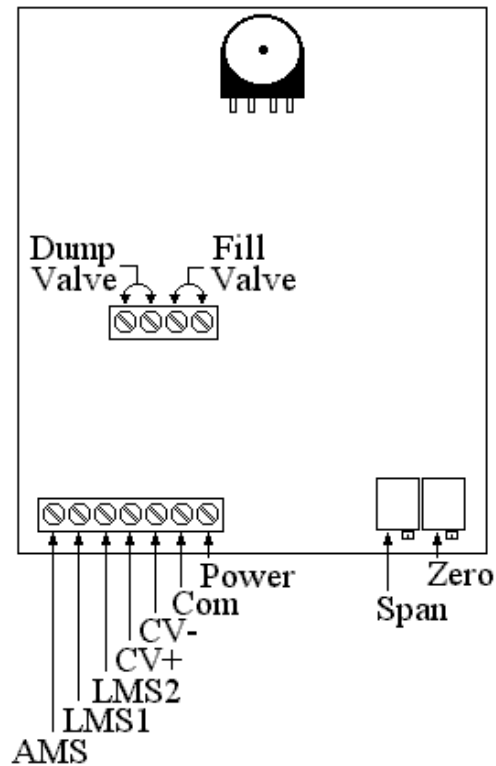 Dump Valve
Fill Valve
Power
Com
CV-
CV+
LMS2
LMS1
AMS
Zero
Span